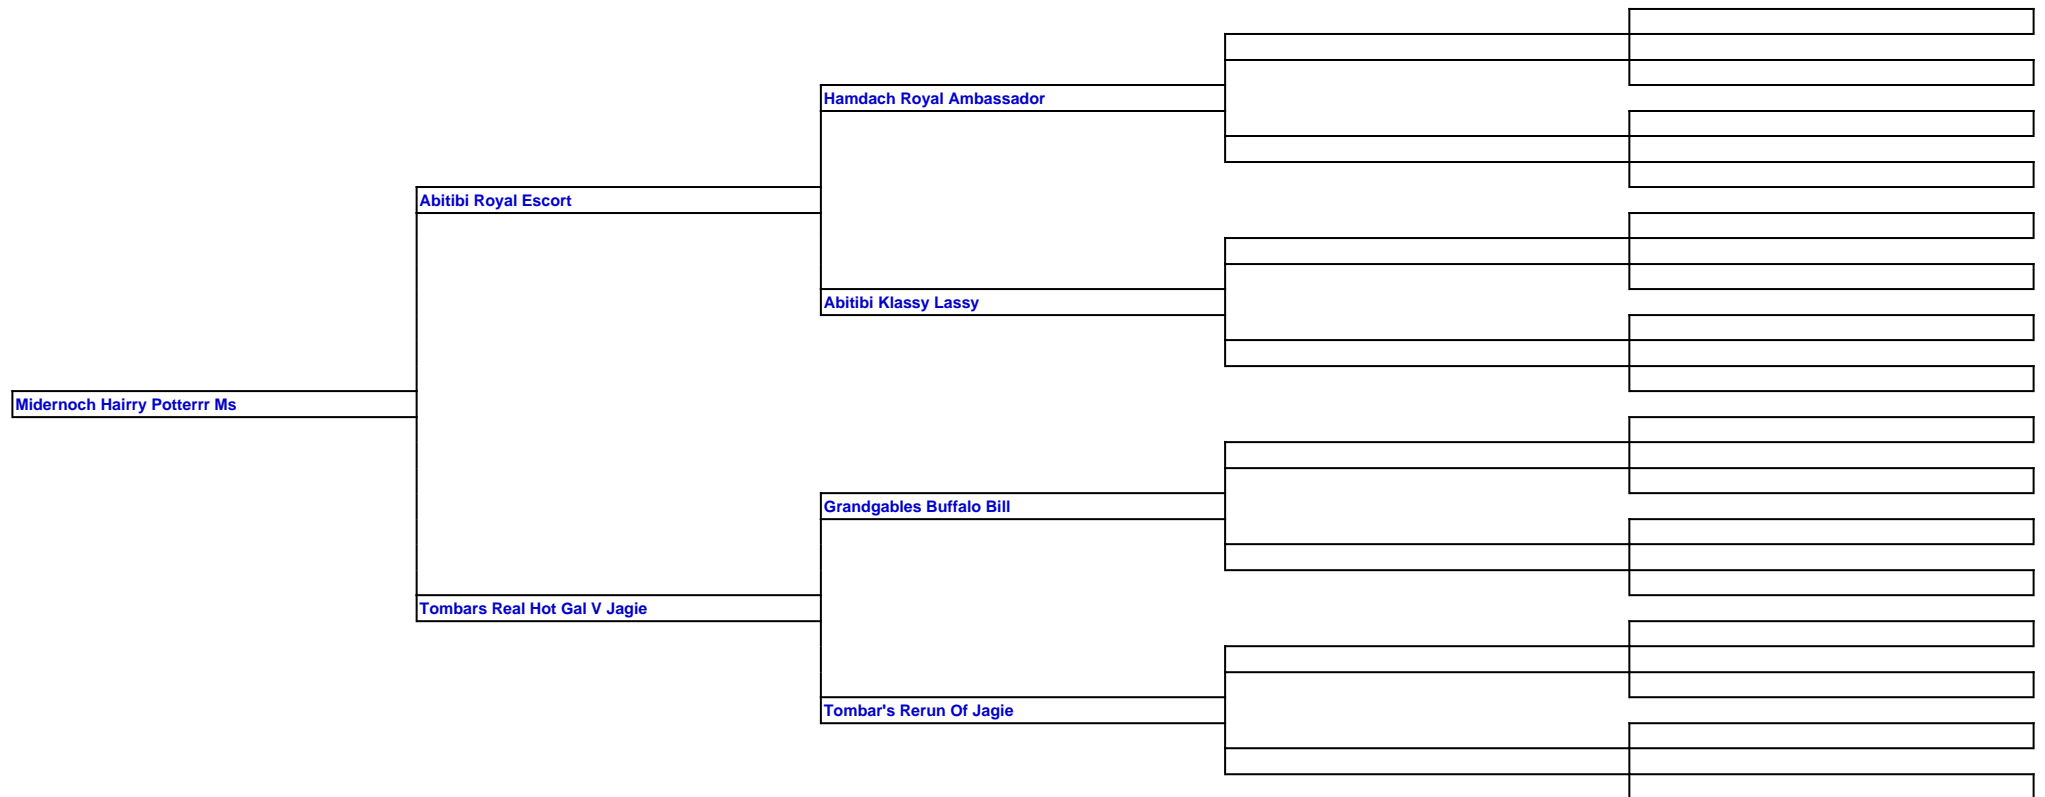 Hamdach Royal Ambassador
Abitibi Royal Escort
Abitibi Klassy Lassy
Midernoch Hairry Potterrr Ms
Grandgables Buffalo Bill
Tombars Real Hot Gal V Jagie
Tombar's Rerun Of Jagie